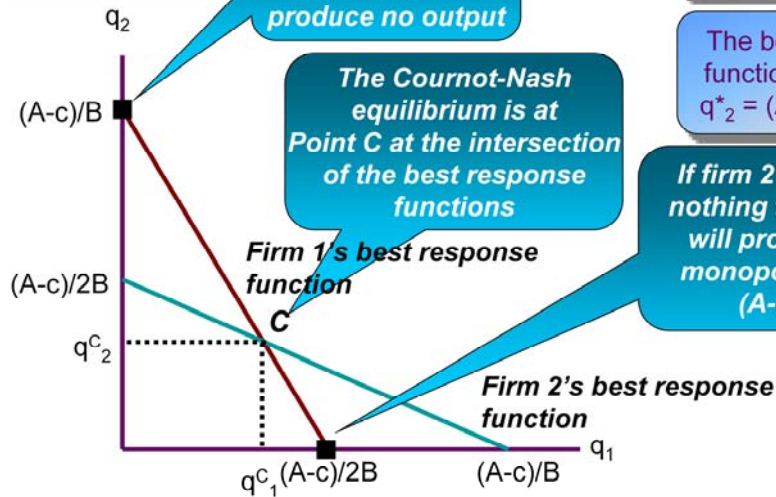 q2
produce no output
The Cournot-Nash
equilibrium is at
Point C at the intersection
of the best response
functions
The be
functio
q*2 = (
If firm 2
nothing
will pro
monopo
(A-
(A-c)/B
Firm 1's best response
function
(A-c)/2B
C
qC2
Firm 2's best response
function
q1
qC1
(A-c)/2B
(A-c)/B